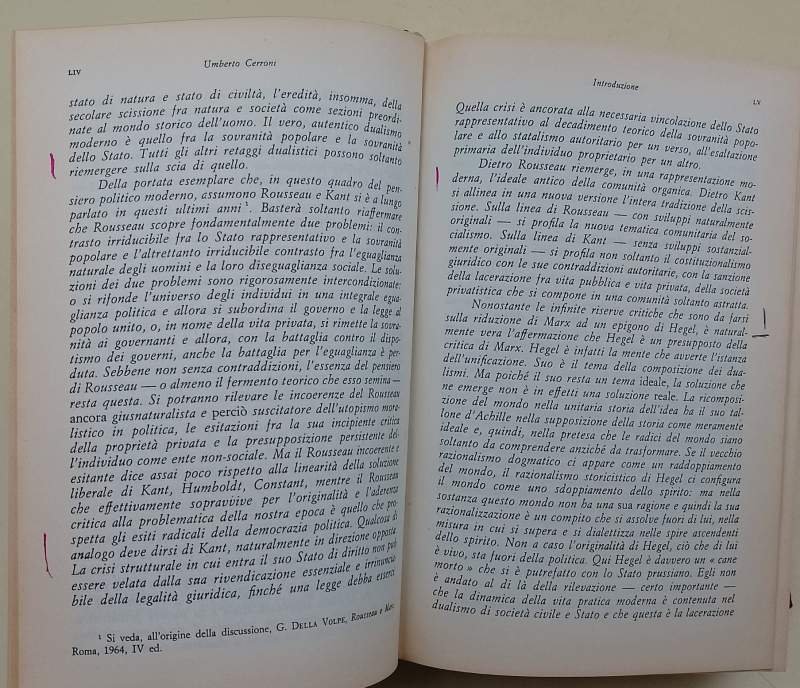 LIV
Umberto Cerroni
stato di natura e stato di civiltà, l'eredità, insomma, della
secolare scissione fra natura e società come sezioni preordi-
nate al mondo storico dell'uomo. Il vero, autentico dualismo
moderno è quello fra la sovranità popolare e la sovranità
dello Stato. Tutti gli altri retaggi dualistici possono soltanto
riemergere sulla scia di quello.
Della portata esemplare che, in questo quadro del pen-
siero politico moderno, assumono Rousseau e Kant si è a lungo
parlato in questi ultimi anni¹. Basterà soltanto riaffermare
che Rousseau scopre fondamentalmente due problemi: il con-
trasto irriducibile fra lo Stato rappresentativo e la sovranità
popolare e l'altrettanto irriducibile contrasto fra l'eguaglianza
naturale degli uomini e la loro diseguaglianza sociale. Le solu-
zioni dei due problemi sono rigorosamente intercondizionate:
o si rifonde l'universo degli individui in una integrale egua-
glianza politica e allora si subordina il governo e la legge al
popolo unito, o, in nome della vita privata, si rimette la sovra-
nità ai governanti e allora, con la battaglia contro il dispo-
tismo dei governi, anche la battaglia per l'eguaglianza è per-
duta. Sebbene non senza contraddizioni, l'essenza del pensiero
di Rousseau — o almeno il fermento teorico che esso semina —
resta questa. Si potranno rilevare le incoerenze del Rousseau
ancora giusnaturalista e perciò suscitatore dell'utopismo mora-
listico in politica, le esitazioni fra la sua incipiente critica
della proprietà privata e la presupposizione persistente del-
l'individuo come ente non-sociale. Ma il Rousseau incoerente e
esitante dice assai poco rispetto alla linearità della soluzione
liberale di Kant, Humboldt, Constant, mentre il Rousseau
che effettivamente sopravvive per l'originalità e l'aderenza
critica alla problematica della nostra epoca è quello che pro-
spetta gli esiti radicali della democrazia politica. Qualcosa di
analogo deve dirsi di Kant, naturalmente in direzione opposta.
La crisi strutturale in cui entra il suo Stato di diritto non può
essere velata dalla sua rivendicazione essenziale e irrinuncia-
bile della legalità giuridica, finché una legge debba esserci
¹ Si veda, all'origine della discussione, G. DELLA VOLPE, Rousseau e Marx,
Roma, 1964, IV ed.
Introduzione
LV
Quella crisi è ancorata alla necessaria vincolazione dello Stato
rappresentativo al decadimento teorico della sovranità popo-
lare e allo statalismo autoritario per un verso, all'esaltazione
primaria dell'individuo proprietario per un altro.
Dietro Rousseau riemerge, in una rappresentazione mo-
derna, l'ideale antico della comunità organica. Dietro Kant
si allinea in una nuova versione l'intera tradizione della scis-
sione. Sulla linea di Rousseau — con sviluppi naturalmente
originali — si profila la nuova tematica comunitaria del so-
cialismo. Sulla linea di Kant — senza sviluppi sostanzial-
mente originali — si profila non soltanto il costituzionalismo
giuridico con le sue contraddizioni autoritarie, con la sanzione
della lacerazione fra vita pubblica e vita privata, della società
privatistica che si compone in una comunità soltanto astratta.
Nonostante le infinite riserve critiche che sono da farsi
sulla riduzione di Marx ad un epigono di Hegel, è natural-
mente vera l'affermazione che Hegel è un presupposto della
critica di Marx. Hegel è infatti la mente che avverte l'istanza
dell'unificazione. Suo è il tema della composizione dei dua-
lismi. Ma poiché il suo resta un tema ideale, la soluzione che
ne emerge non è in effetti una soluzione reale. La ricomposi-
zione del mondo nella unitaria storia dell'idea ha il suo tal-
lone d'Achille nella supposizione della storia come meramente
ideale e, quindi, nella pretesa che le radici del mondo siano
soltanto da comprendere anziché da trasformare. Se il vecchio
razionalismo dogmatico ci appare come un raddoppiamento
del mondo, il razionalismo storicistico di Hegel ci configura
il mondo come uno sdoppiamento dello spirito: ma nella
sostanza questo mondo non ha una sua ragione e quindi la sua
razionalizzazione è un compito che si assolve fuori di lui, nella
misura in cui si supera e si dialettizza nelle spire ascendenti
dello spirito. Non a caso l'originalità di Hegel, ciò che di lui
è vivo, sta fuori della politica. Qui Hegel è davvero un « cane
morto » che si è putrefatto con lo Stato prussiano. Egli non
è andato al di là della rilevazione — certo importante —
che la dinamica della vita pratica moderna è contenuta nel
dualismo di società civile e Stato e che questa è la lacerazione